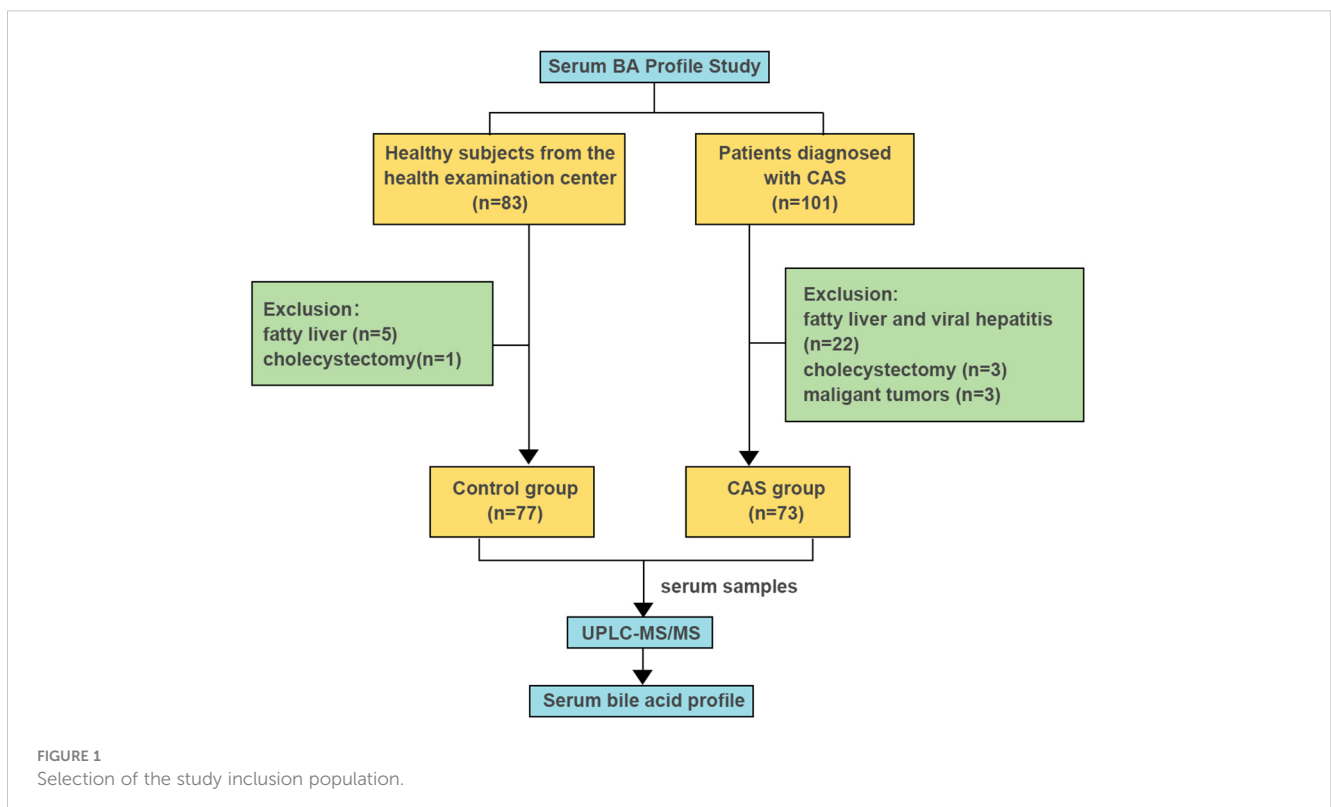 Serum BA Profile Study
Healthy subjects from the
health examination center
(n=83)
Patients diagnosed
with CAS
(n=101)
Exclusion:
fatty liver (n=5)
cholecystectomy(n=1)
Exclusion:
fatty liver and viral hepatitis
(n=22)
cholecystectomy (n=3)
maligant tumors (n=3)
Control group
(n=77)
CAS group
(n=73)
serum samples
UPLC-MS/MS
Serum bile acid profile
FIGURE 1
Selection of the study inclusion population.